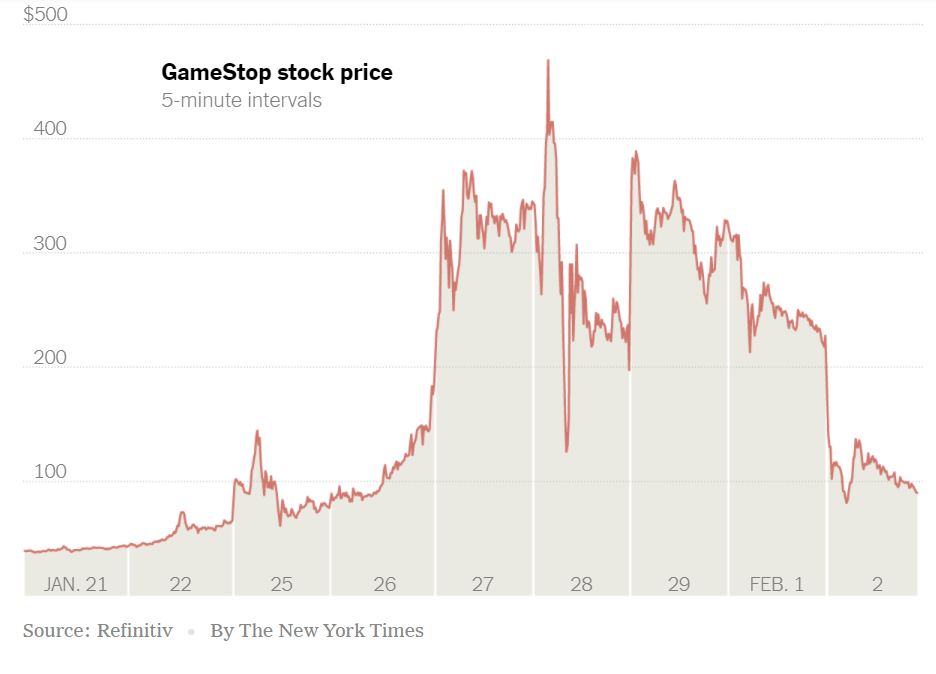 $500
GameStop stock price
5-minute intervals
400
300
200
100
JAN. 21 22 25 26 27 28 29 FEB. 1 2
Source: Refinitiv • By The New York Times